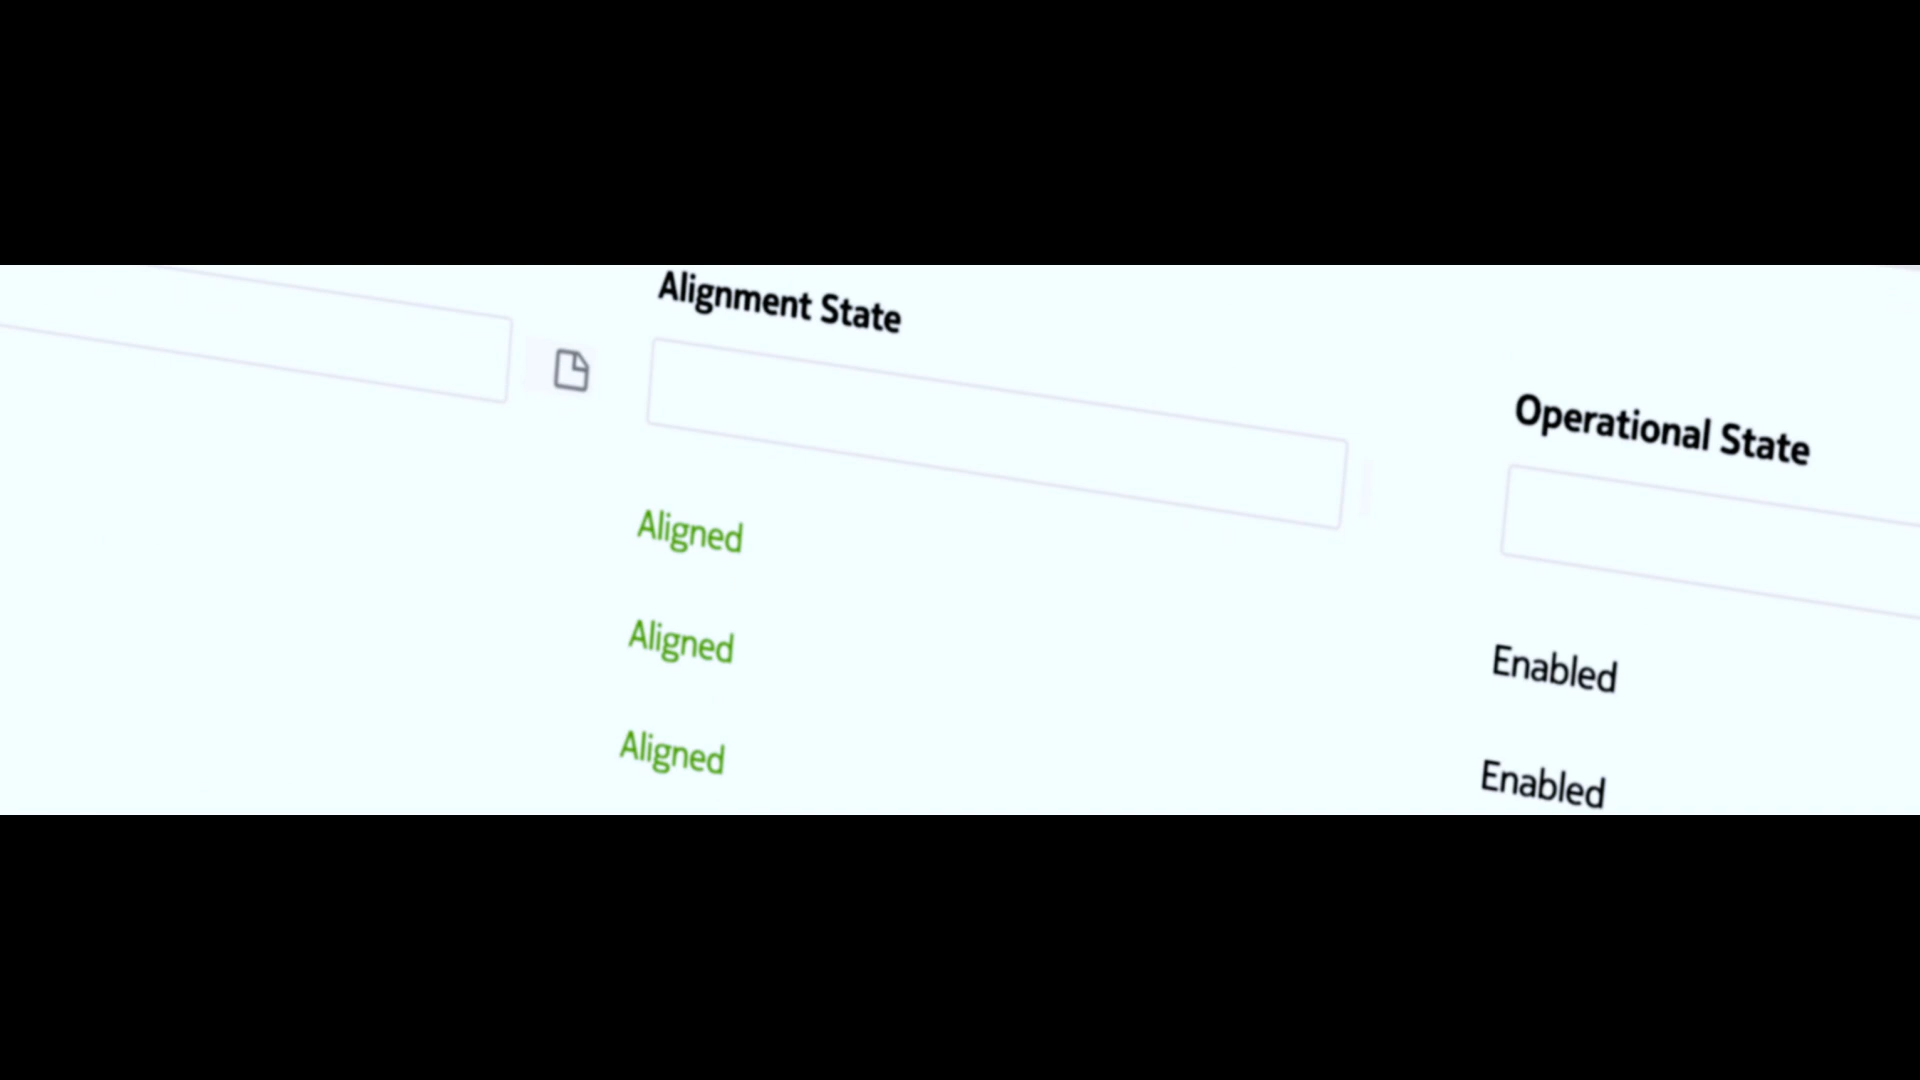 Alignment State
Operational State
Aligned
Enabled
Aligned
Enabled
Aligned